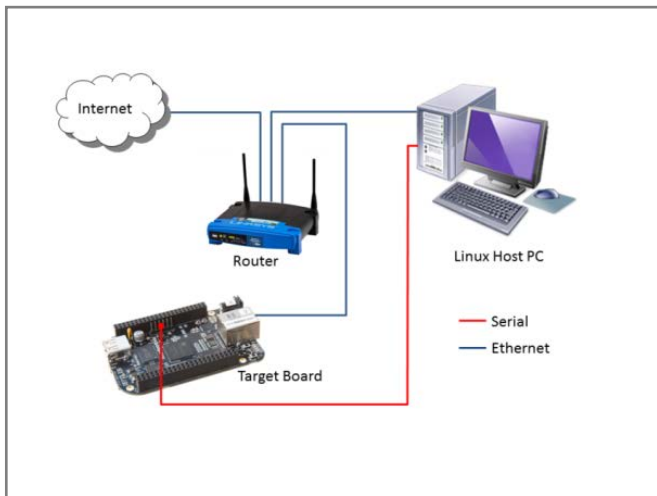 Internet
Router
Linux Host PC
Target Board
Serial
Ethernet